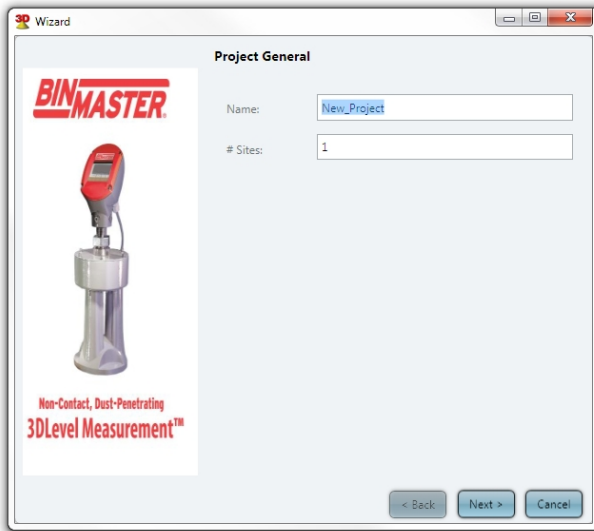 Wizard
Project General
BINMASTER®
Name:
New_Project
# Sites:
1
Non-Contact, Dust-Penetrating
3DLevel Measurement™
< Back
Next >
Cancel